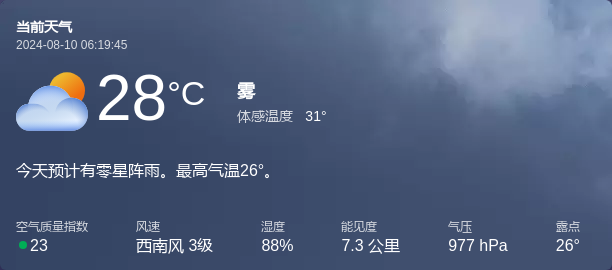 当前天气
2024-08-10 06:19:45
28°C
雾
体感温度 31°
今天预计有零星阵雨。最高气温26°。
空气质量指数 风速 湿度 能见度 气压 露点
23 西南风 3级 88% 7.3 公里 977 hPa 26°